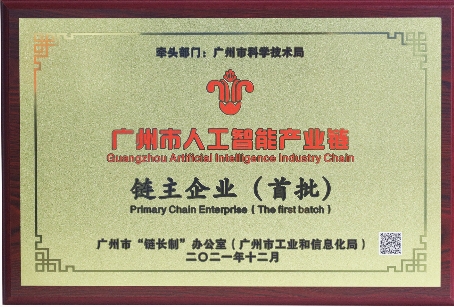 牵头部门：广州市科学技术局
广州市人工智能产业链
Guangzhou Artificial Intelligence Industry Chain
链主企业（首批）
Primary Chain Enterprise ( The first batch )
广州市“链长制”办公室（广州市工业和信息化局）
二〇二一年十二月